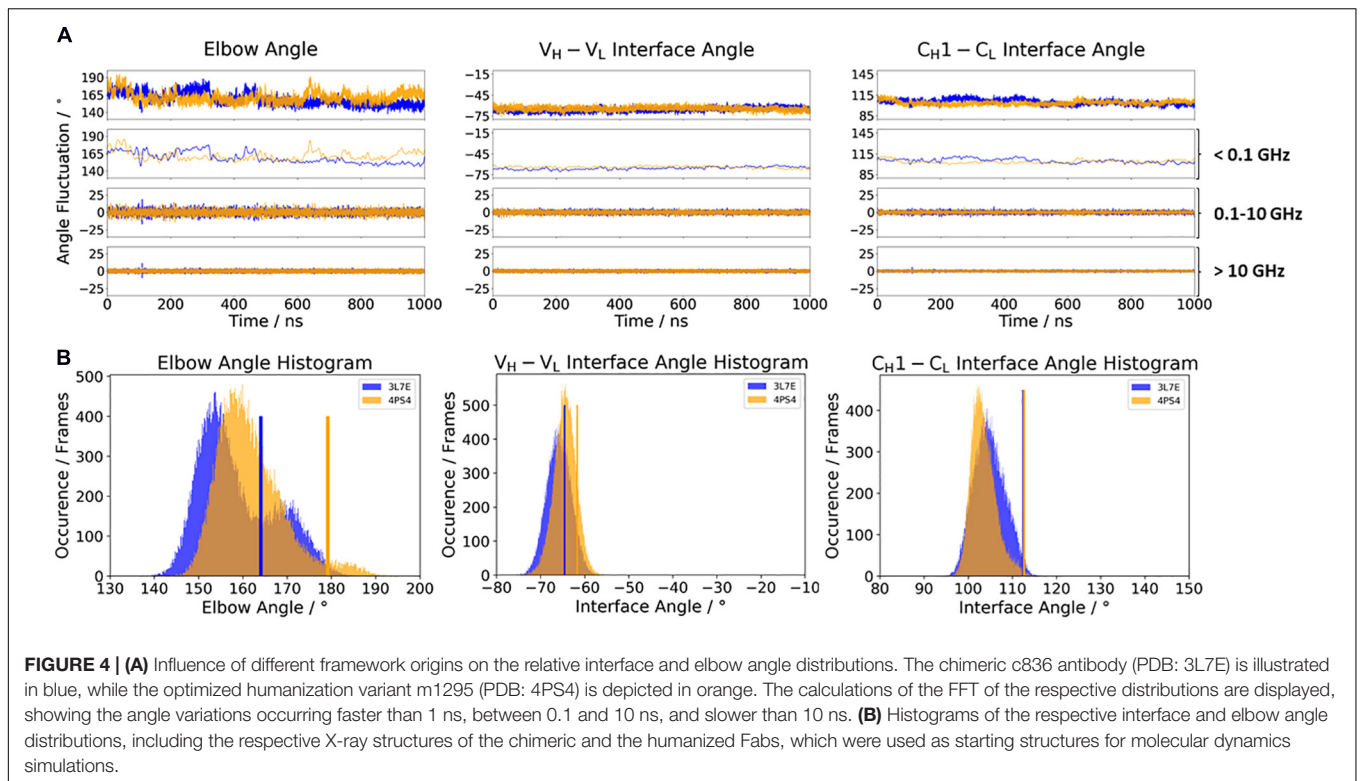 A
Elbow Angle
V_H – V_L Interface Angle
C_H1 – C_L Interface Angle
Angle Fluctuation / °
190
165
140
190
165
140
25
0
−25
25
0
−25
0 200 400 600 800 1000
Time / ns
−15
−45
−75
−15
−45
−75
25
0
−25
25
0
−25
0 200 400 600 800 1000
Time / ns
145
115
85
145
115
85
25
0
−25
25
0
−25
0 200 400 600 800 1000
Time / ns
< 0.1 GHz
0.1-10 GHz
> 10 GHz
B
Elbow Angle Histogram
Occurence / Frames
500
400
300
200
100
0
130 140 150 160 170 180 190 200
Elbow Angle / °
3L7E
4PS4
V_H – V_L Interface Angle Histogram
Occurence / Frames
500
400
300
200
100
0
−80 −70 −60 −50 −40 −30 −20 −10
Interface Angle / °
3L7E
4PS4
C_H1 – C_L Interface Angle Histogram
Occurence / Frames
400
300
200
100
0
80 90 100 110 120 130 140 150
Interface Angle / °
3L7E
4PS4
FIGURE 4 | (A) Influence of different framework origins on the relative interface and elbow angle distributions. The chimeric c836 antibody (PDB: 3L7E) is illustrated
in blue, while the optimized humanization variant m1295 (PDB: 4PS4) is depicted in orange. The calculations of the FFT of the respective distributions are displayed,
showing the angle variations occurring faster than 1 ns, between 0.1 and 10 ns, and slower than 10 ns. (B) Histograms of the respective interface and elbow angle
distributions, including the respective X-ray structures of the chimeric and the humanized Fabs, which were used as starting structures for molecular dynamics
simulations.